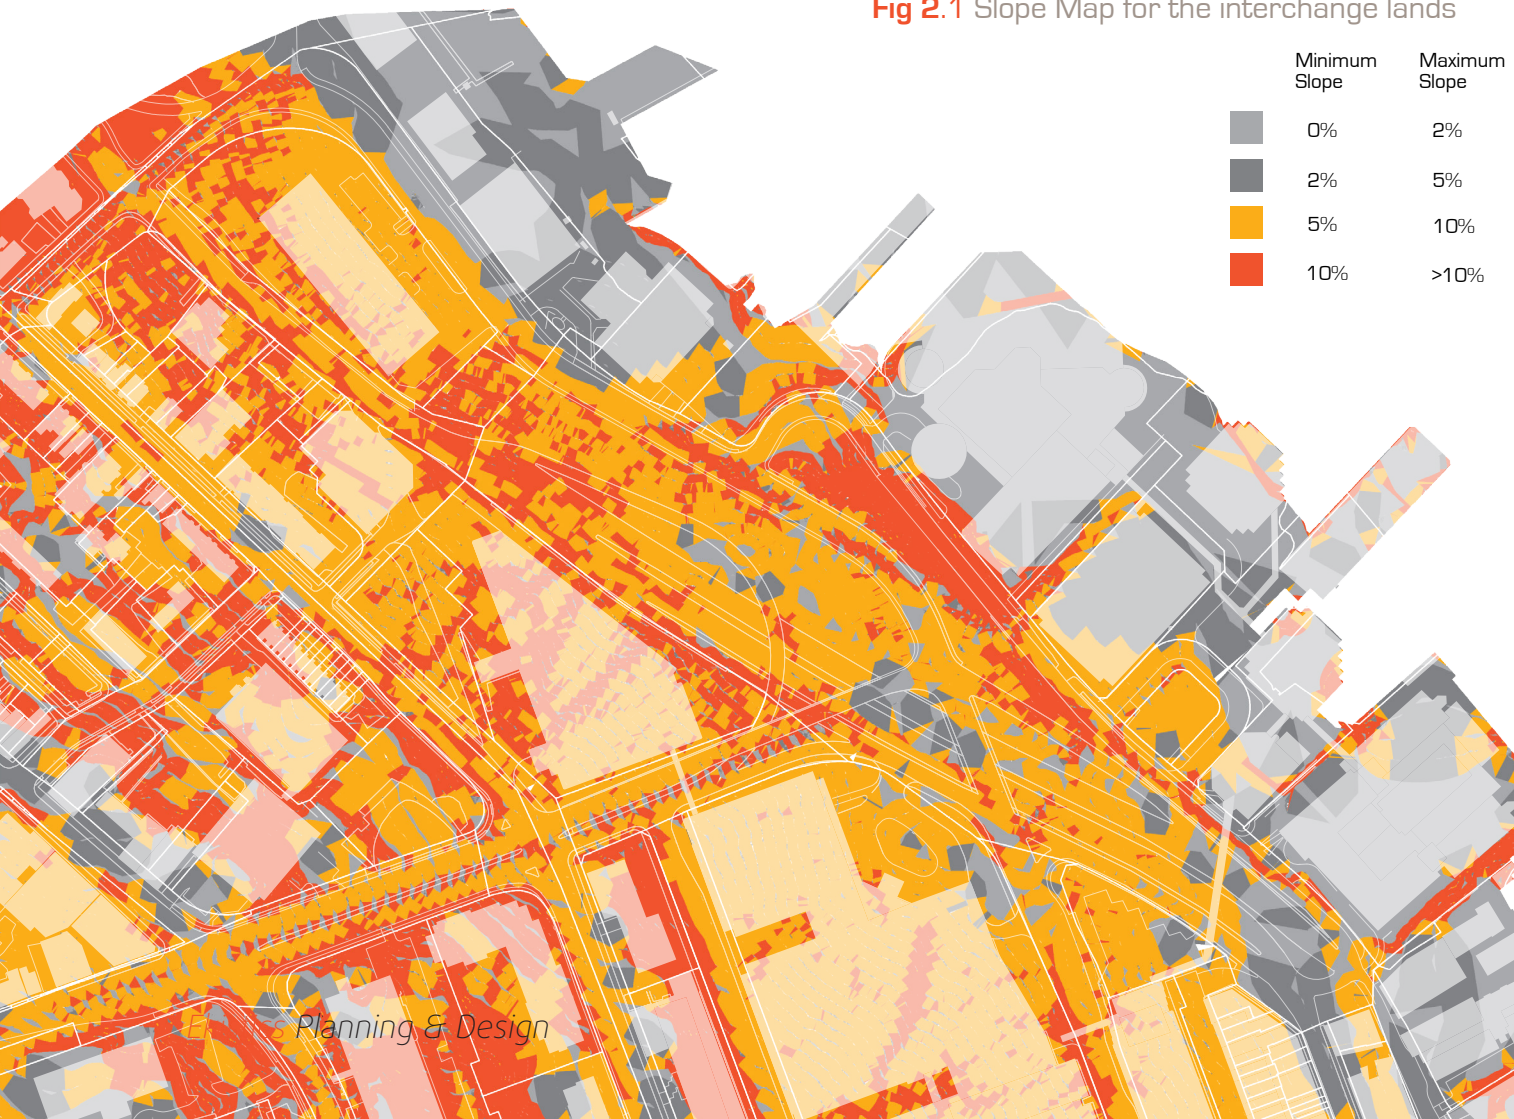 Fig 2.1 Slope Map for the interchange lands
Minimum Slope
Maximum Slope
0% 2%
2% 5%
5% 10%
10% >10%
Planning & Design